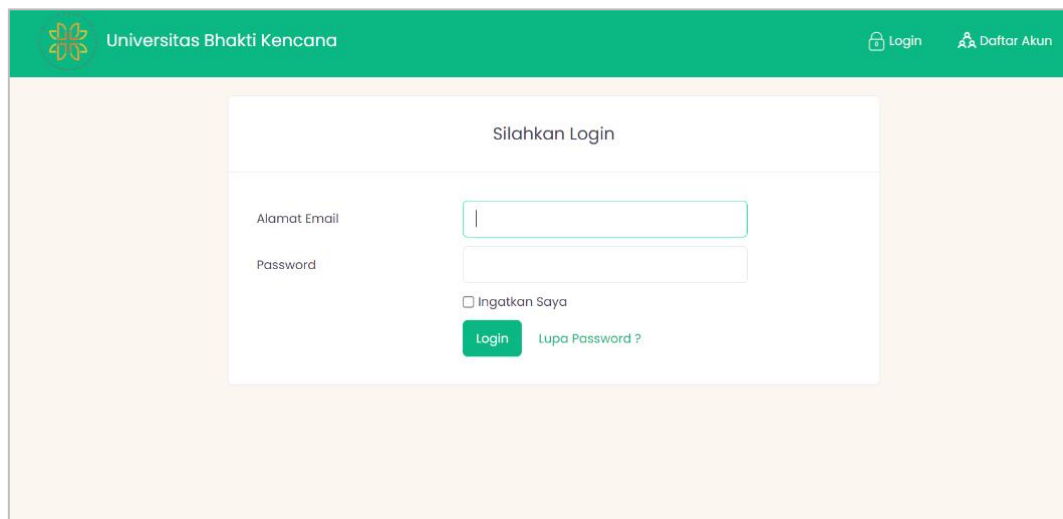 Universitas Bhakti Kencana
Login
Daftar Akun
Silahkan Login
Alamat Email
Password
Ingatkan Saya
Login
Lupa Password ?